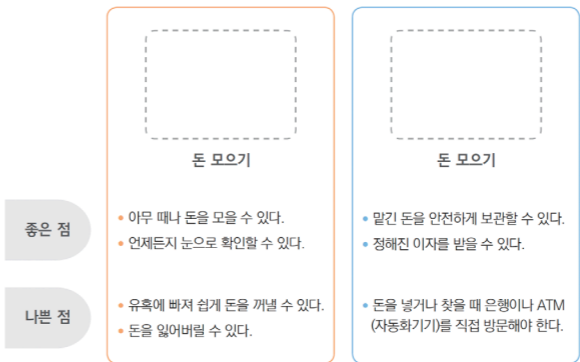 돈 모으기
돈 모으기
좋은 점
• 아무 때나 돈을 모을 수 있다.
• 언제든지 눈으로 확인할 수 있다.
• 맡긴 돈을 안전하게 보관할 수 있다.
• 정해진 이자를 받을 수 있다.
나쁜 점
• 유혹에 빠져 쉽게 돈을 꺼낼 수 있다.
• 돈을 잃어버릴 수 있다.
• 돈을 넣거나 찾을 때 은행이나 ATM
(자동화기기)를 직접 방문해야 한다.